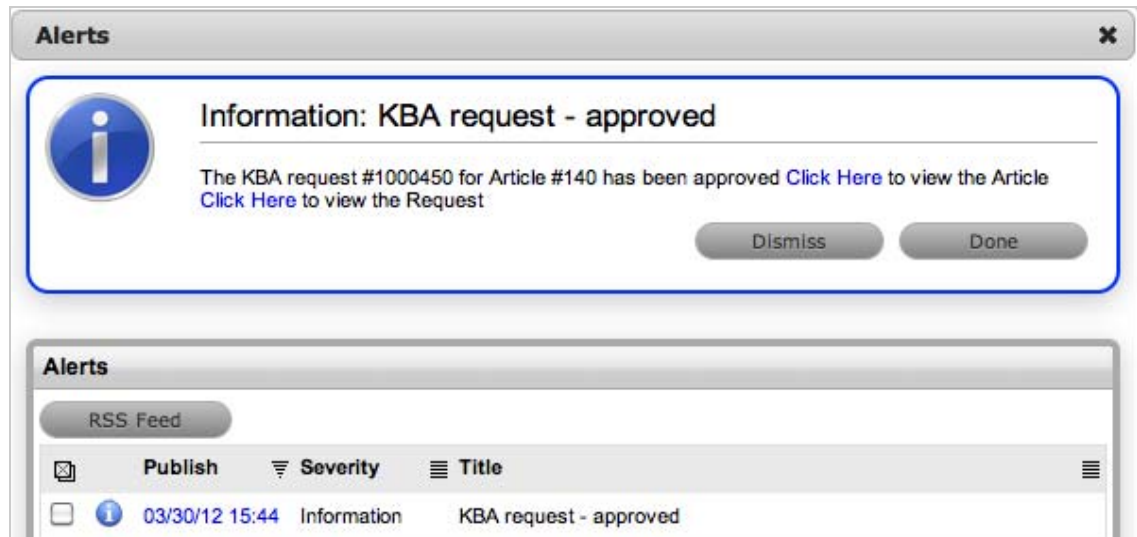 Alerts
Information: KBA request - approved
The KBA request #1000450 for Article #140 has been approved Click Here to view the Article
Click Here to view the Request
Dismiss Done
Alerts
RSS Feed
Publish Severity Title
03/30/12 15:44 Information KBA request - approved